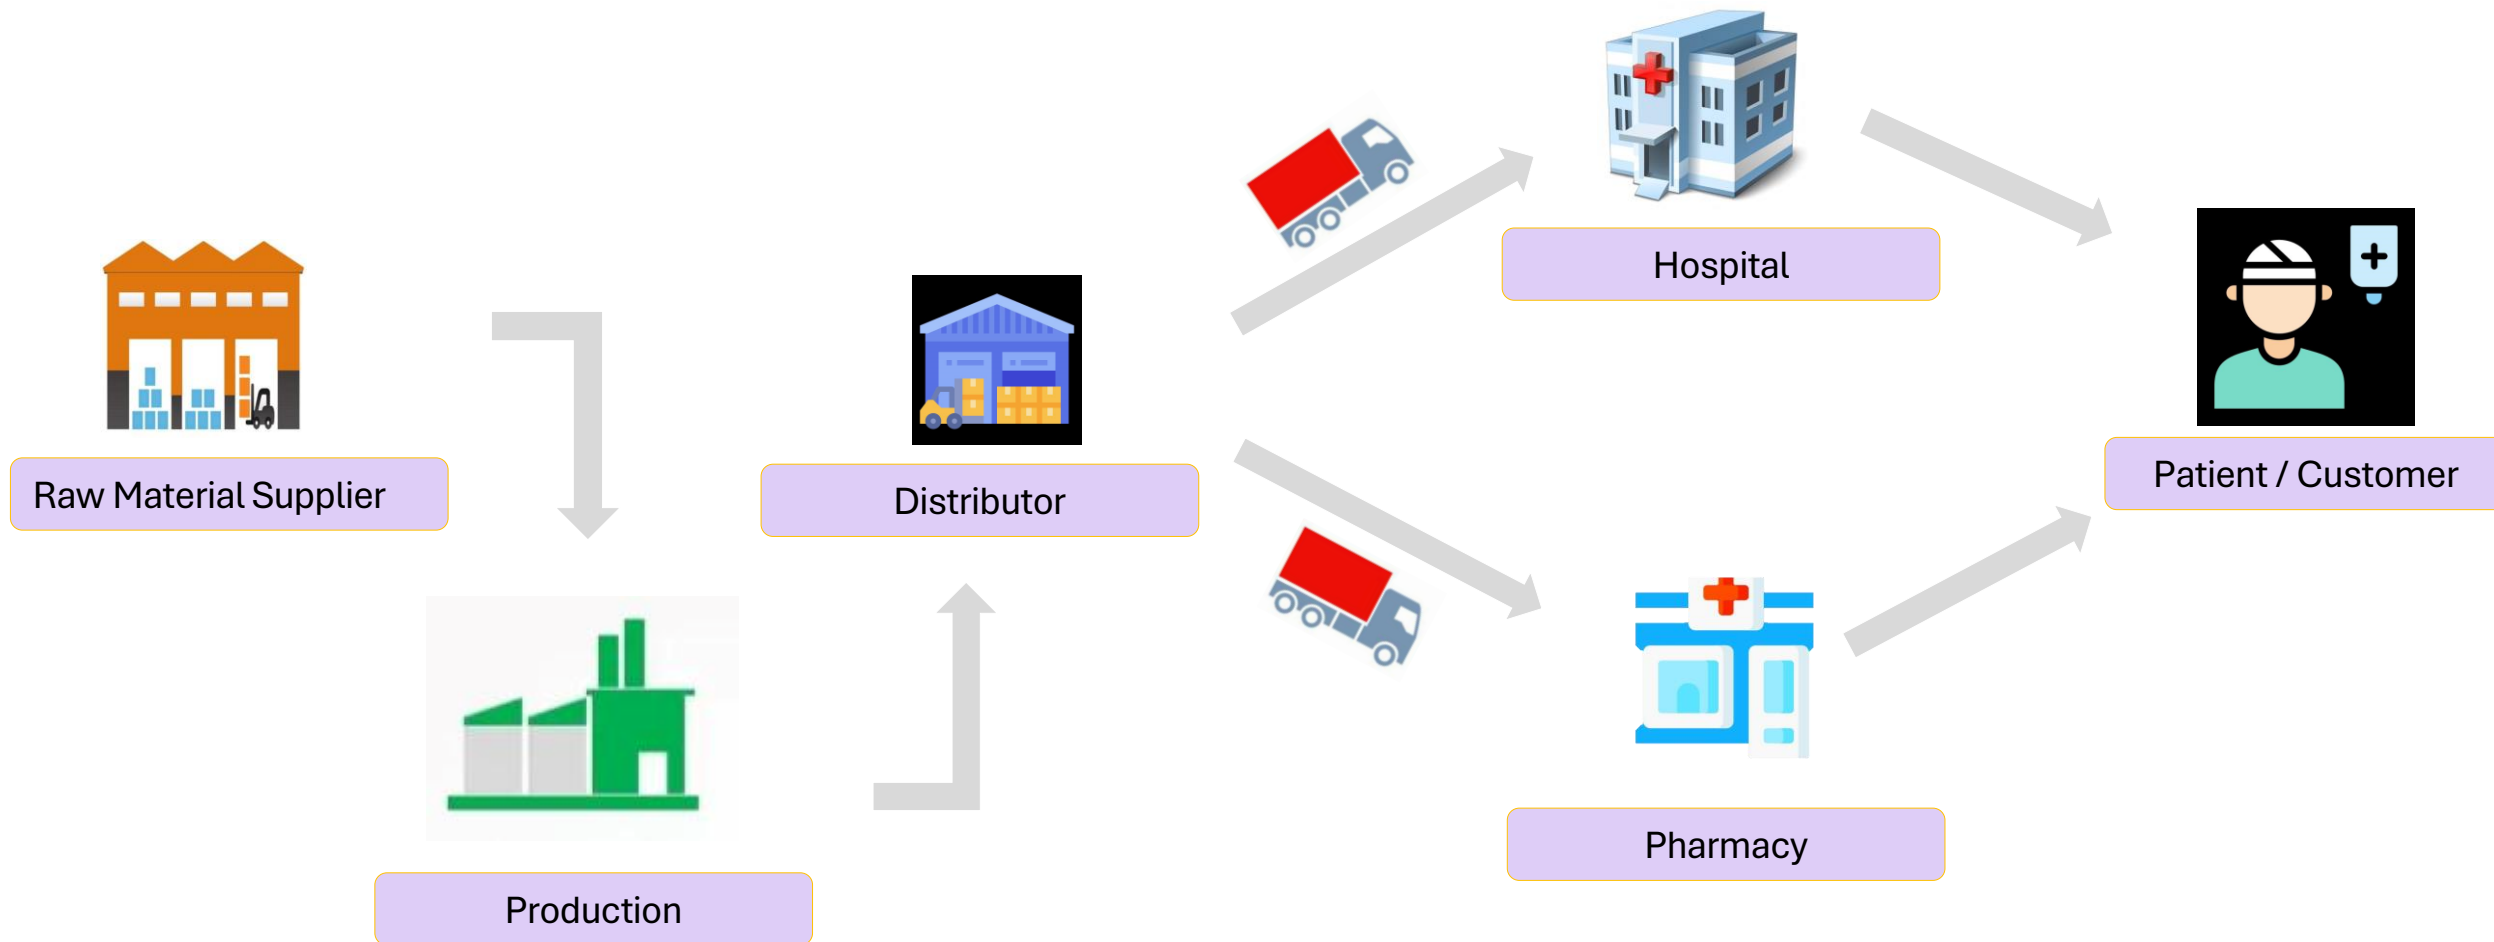 Hospital
Raw Material Supplier
Distributor
Patient / Customer
Pharmacy
Production